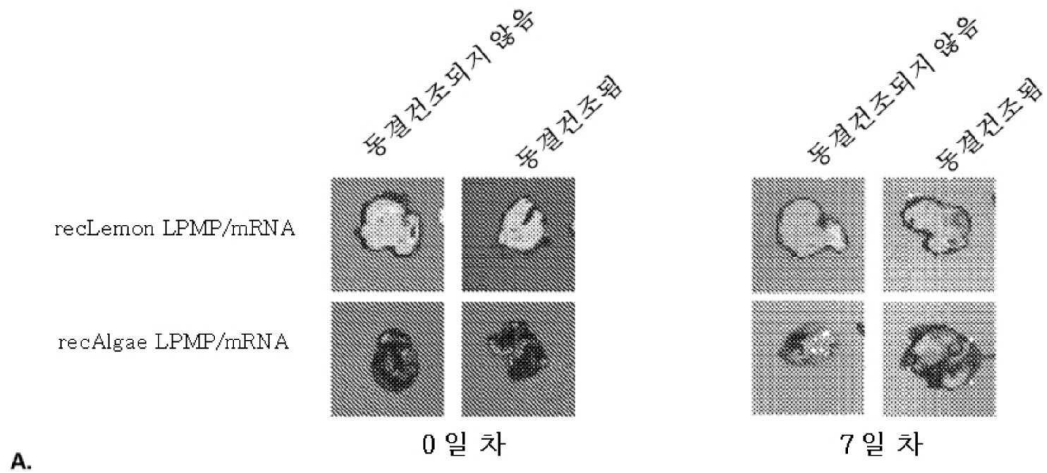 동결건조되지 않음
동결건조됨
동결건조되지 않음
동결건조됨
recLemon LPMP/mRNA
recAlgae LPMP/mRNA
0 일 차
7 일 차
A.